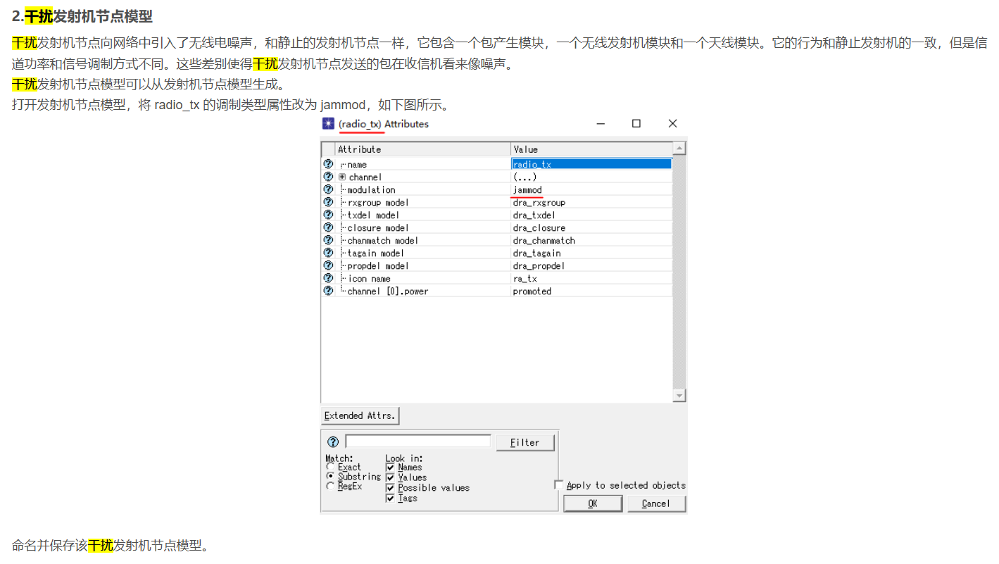 2.干扰发射机节点模型
干扰发射机节点向网络中引入了无线电噪声，和静止的发射机节点一样，它包含一个包产生模块，一个无线发射机模块和一个天线模块。它的行为和静止发射机的一致，但是信
道功率和信号调制方式不同。这些差别使得干扰发射机节点发送的包在收信机看来像噪声。
干扰发射机节点模型可以从发射机节点模型生成。
打开发射机节点模型，将 radio_tx 的调制类型属性改为 jammod，如下图所示。
(radio_tx) Attributes
Attribute Value
name radio_tx
channel (...)
modulation jammod
rxgroup model dra_rxgroup
txdel model dra_txdel
closure model dra_closure
chanmatch model dra_chanmatch
tagain model dra_tagain
propdel model dra_propdel
icon name ra_tx
channel [0].power promoted
Extended Attrs.
Filter
Match: Look in:
Exact Names
Substring Values
RegEx Possible values
Tags
Apply to selected objects
OK Cancel
命名并保存该干扰发射机节点模型。